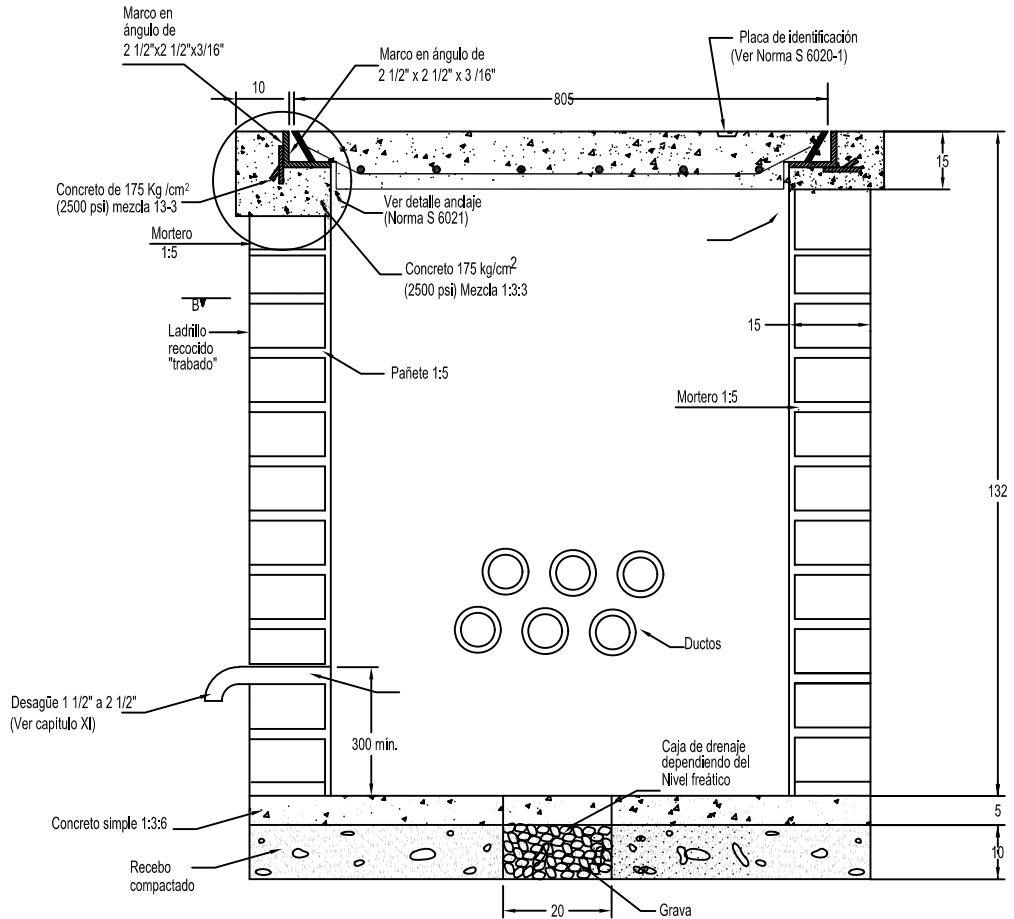 Marco en
ángulo de
2 1/2"x2 1/2"x3/16"
Marco en ángulo de
2 1/2" x 2 1/2" x 3 /16"
Placa de identificación
(Ver Norma S 6020-1)
10
805
15
Concreto de 175 Kg /cm²
(2500 psi) mezcla 13-3
Ver detalle anclaje
(Norma S 6021)
Mortero
1:5
Concreto 175 kg/cm²
(2500 psi) Mezcla 1:3:3
B
Ladrillo
recocido
"trabado"
15
Pañete 1:5
Mortero 1:5
132
Ductos
Desagüe 1 1/2" a 2 1/2"
(Ver capítulo XI)
300 min.
Caja de drenaje
dependiendo del
Nivel freático
Concreto simple 1:3:6
5
Recebo
compactado
10
20
Grava